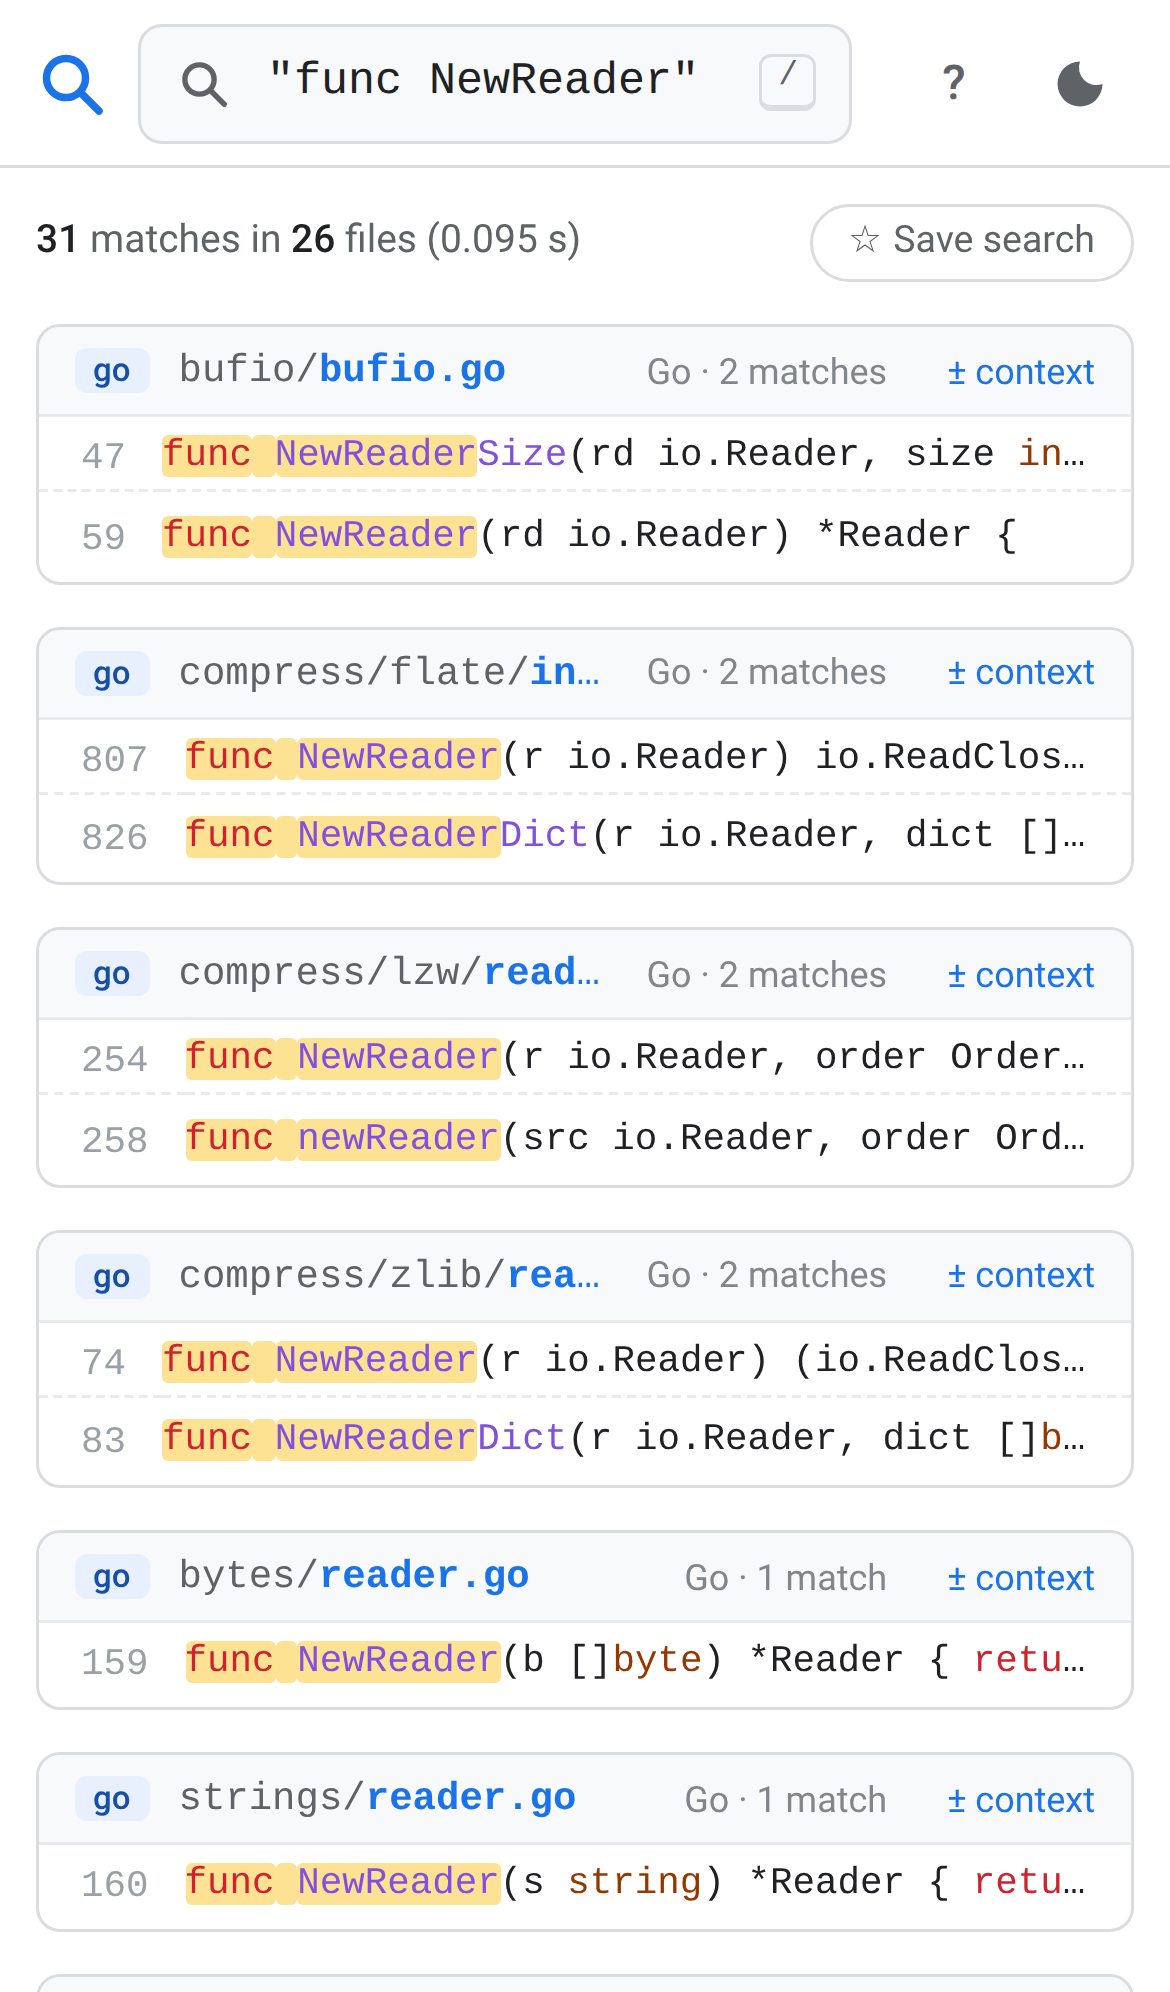 "func NewReader" /
?
31 matches in 26 files (0.095 s)
☆ Save search
go bufio/bufio.go Go · 2 matches ± context
47 func NewReaderSize(rd io.Reader, size in…
59 func NewReader(rd io.Reader) *Reader {
go compress/flate/in… Go · 2 matches ± context
807 func NewReader(r io.Reader) io.ReadClos…
826 func NewReaderDict(r io.Reader, dict []…
go compress/lzw/read… Go · 2 matches ± context
254 func NewReader(r io.Reader, order Order…
258 func newReader(src io.Reader, order Ord…
go compress/zlib/rea… Go · 2 matches ± context
74 func NewReader(r io.Reader) (io.ReadClos…
83 func NewReaderDict(r io.Reader, dict []b…
go bytes/reader.go Go · 1 match ± context
159 func NewReader(b []byte) *Reader { retu…
go strings/reader.go Go · 1 match ± context
160 func NewReader(s string) *Reader { retu…